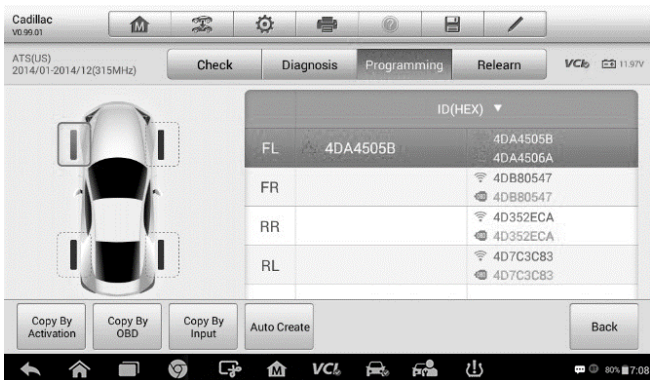 Cadillac
V0.99.01
ATS(US)
2014/01-2014/12(315MHz)
Check
Diagnosis
Programming
Relearn
VCI
11.97V
ID(HEX) ▼
FL 4DA4505B 4DA4505B
4DA4506A
FR 4DB80547
4DB80547
RR 4D352ECA
4D352ECA
RL 4D7C3C83
4D7C3C83
Copy By
Activation
Copy By
OBD
Copy By
Input
Auto Create
Back
M VCI M 80% 7:08